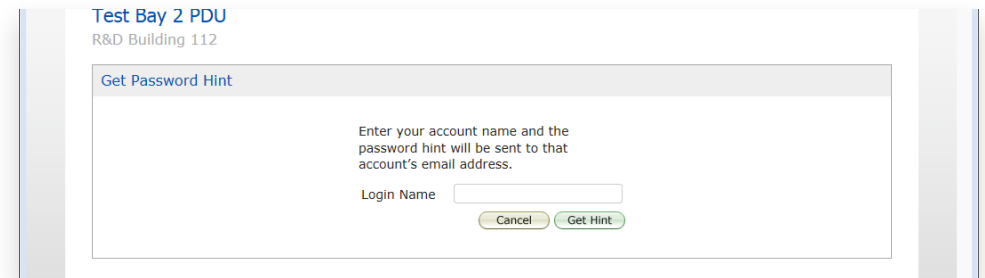 Test Bay 2 PDU
R&D Building 112
Get Password Hint
Enter your account name and the
password hint will be sent to that
account’s email address.
Login Name
Cancel Get Hint